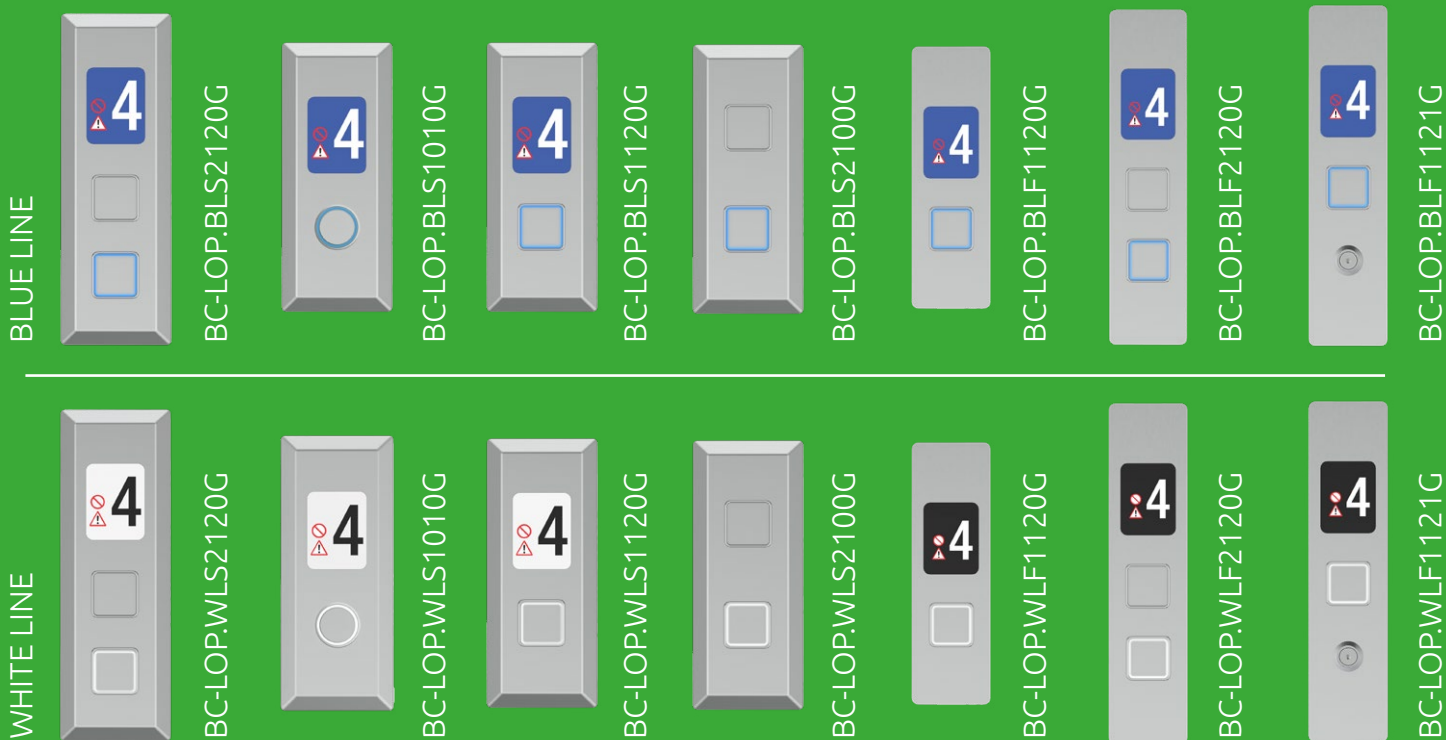 BLUE LINE
4
BC-LOP.BLS2120G
4
BC-LOP.BLS1010G
4
BC-LOP.BLS1120G
BC-LOP.BLS2100G
4
BC-LOP.BLF1120G
4
BC-LOP.BLF2120G
4
BC-LOP.BLF1121G
WHITE LINE
4
BC-LOP.WLS2120G
4
BC-LOP.WLS1010G
4
BC-LOP.WLS1120G
BC-LOP.WLS2100G
4
BC-LOP.WLF1120G
4
BC-LOP.WLF2120G
4
BC-LOP.WLF1121G